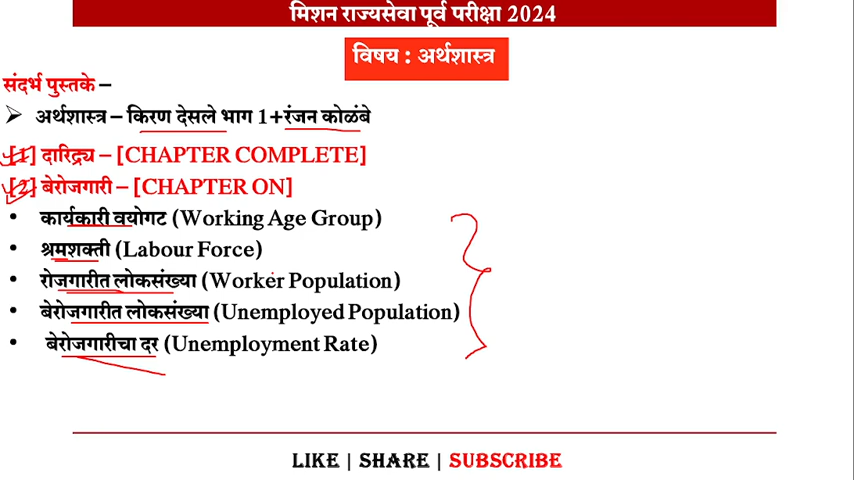 मिशन राज्यसेवा पूर्व परीक्षा 2024
विषय : अर्थशास्त्र
संदर्भ पुस्तके –
➢ अर्थशास्त्र – किरण देसले भाग 1+रंजन कोळंबे
[1] दारिद्र्य – [CHAPTER COMPLETE]
[2] बेरोजगारी – [CHAPTER ON]
• कार्यकारी वयोगट (Working Age Group)
• श्रमशक्ती (Labour Force)
• रोजगारीत लोकसंख्या (Worker Population)
• बेरोजगारीत लोकसंख्या (Unemployed Population)
• बेरोजगारीचा दर (Unemployment Rate)
LIKE | SHARE | SUBSCRIBE